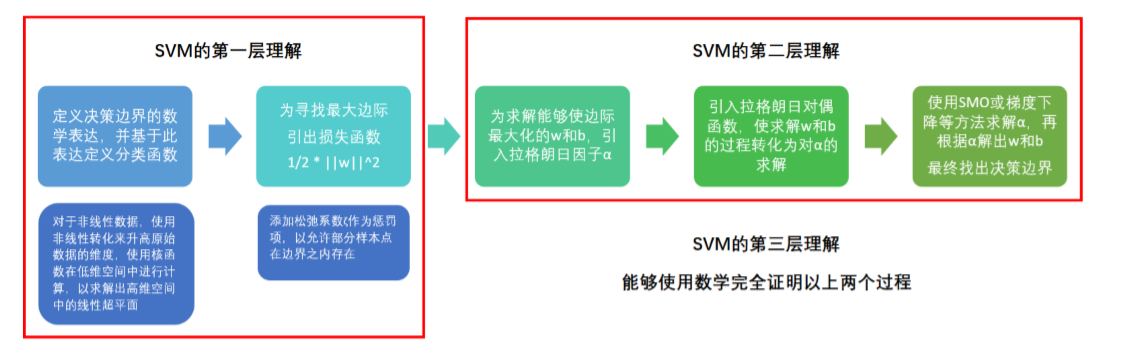 SVM的第一层理解
定义决策边界的数
学表达，并基于此
表达定义分类函数
为寻找最大边际
引出损失函数
1/2 * ||w||^2
对于非线性数据，使用
非线性转化来升高原始
数据的维度，使用核函
数在低维空间中进行计
算，以求解出高维空间
中的线性超平面
添加松弛系数ζ作为惩罚
项，以允许部分样本点
在边界之内存在
SVM的第二层理解
为求解能够使边际
最大化的w和b，引
入拉格朗日因子α
引入拉格朗日对偶
函数，使求解w和b
的过程转化为对α的
求解
使用SMO或梯度下
降等方法求解α，再
根据α解出w和b
最终找出决策边界
SVM的第三层理解
能够使用数学完全证明以上两个过程